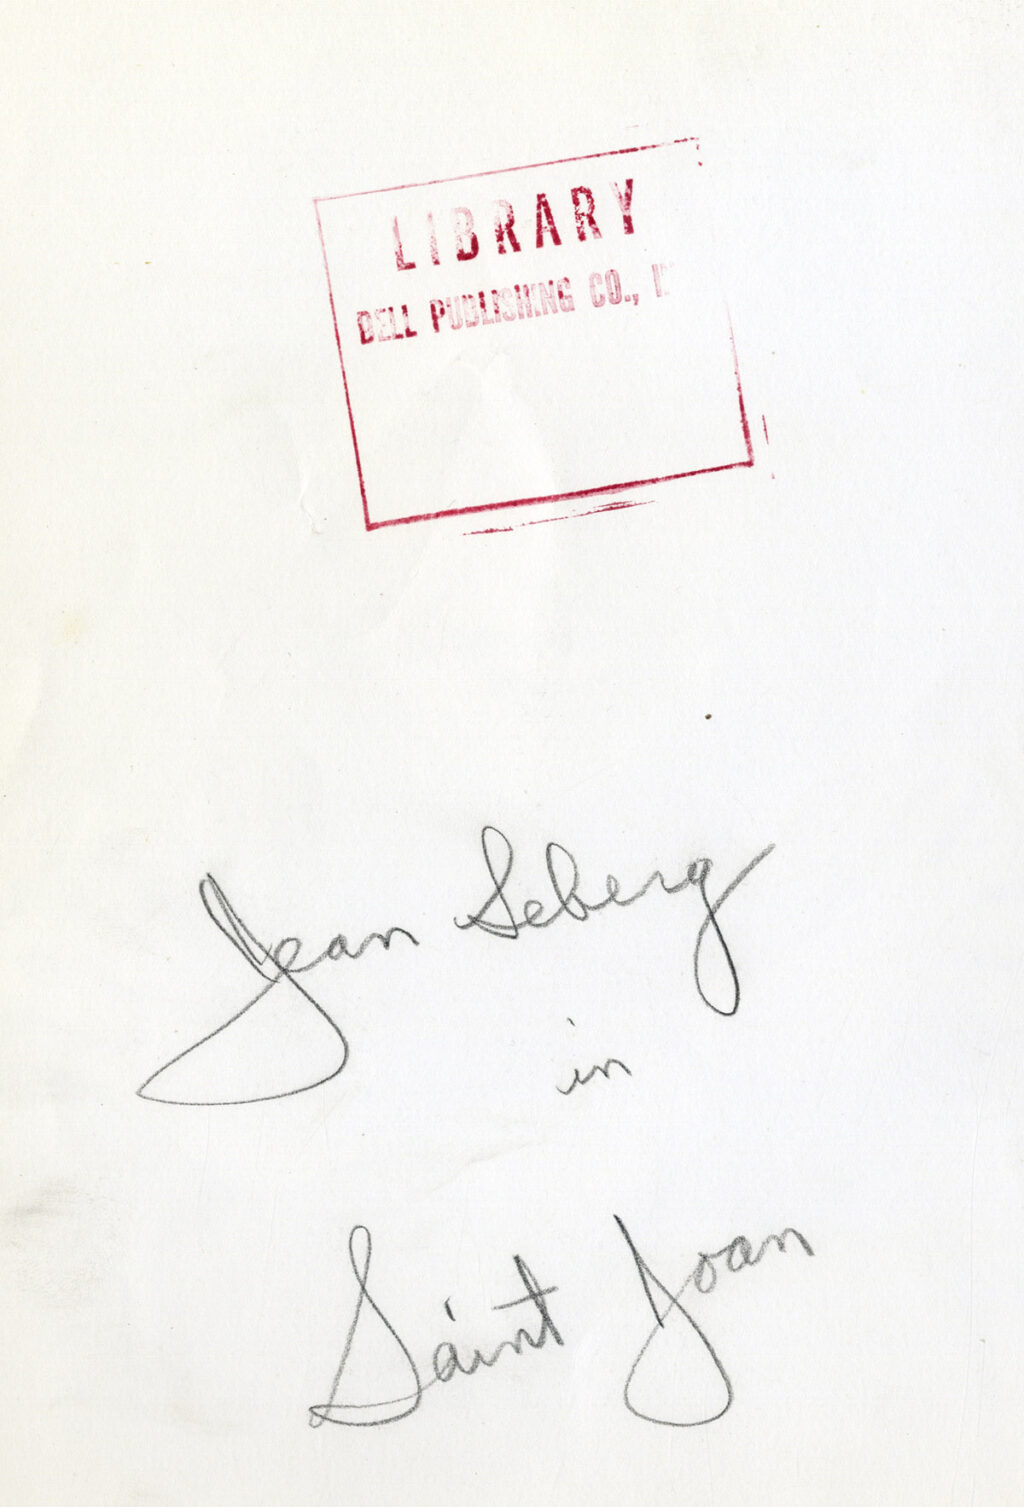 LIBRARY
DELL PUBLISHING CO.,
Jean Seberg
in
Saint Joan